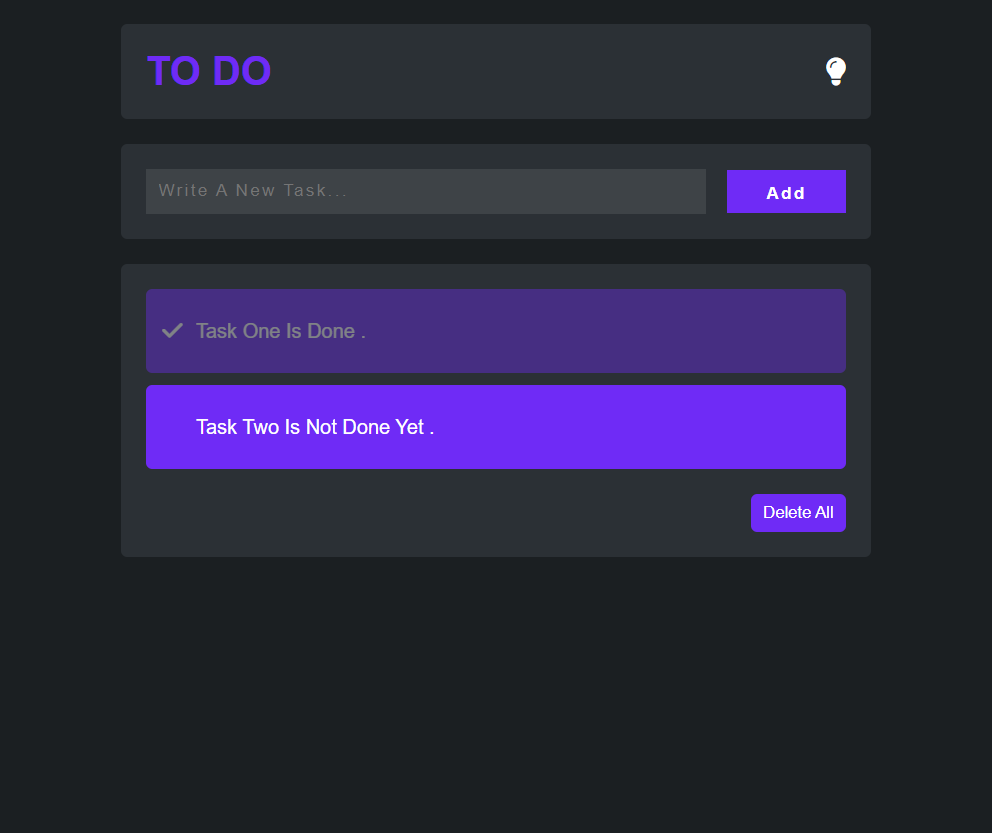 TO DO
Write A New Task...
Add
Task One Is Done .
Task Two Is Not Done Yet .
Delete All